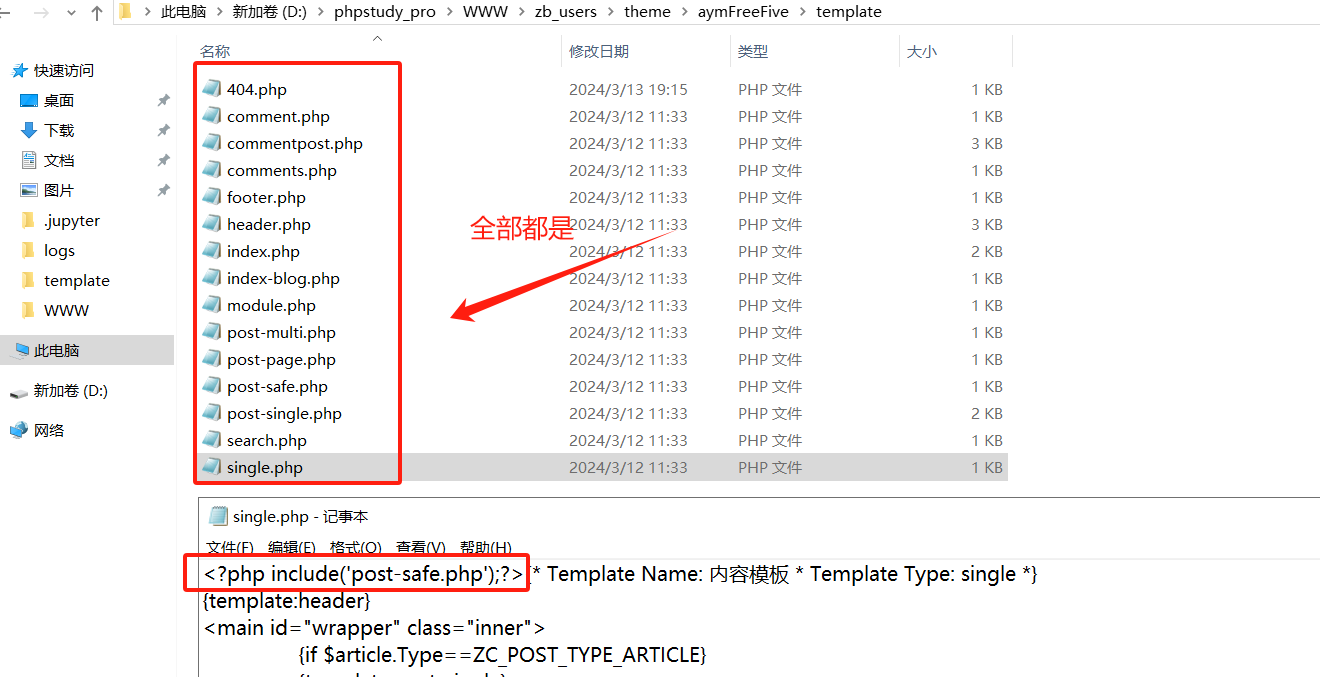 此电脑 > 新加卷 (D:) > phpstudy_pro > WWW > zb_users > theme > aymFreeFive > template
名称 修改日期 类型 大小
快速访问
桌面
下载
文档
图片
.jupyter
logs
template
WWW
此电脑
新加卷 (D:)
网络
404.php 2024/3/13 19:15 PHP 文件 1 KB
comment.php 2024/3/12 11:33 PHP 文件 1 KB
commentpost.php 2024/3/12 11:33 PHP 文件 3 KB
comments.php 2024/3/12 11:33 PHP 文件 1 KB
footer.php 2024/3/12 11:33 PHP 文件 1 KB
header.php 2024/3/12 11:33 PHP 文件 3 KB
index.php 2024/3/12 11:33 PHP 文件 2 KB
index-blog.php 2024/3/12 11:33 PHP 文件 1 KB
module.php 2024/3/12 11:33 PHP 文件 1 KB
post-multi.php 2024/3/12 11:33 PHP 文件 1 KB
post-page.php 2024/3/12 11:33 PHP 文件 1 KB
post-safe.php 2024/3/12 11:33 PHP 文件 1 KB
post-single.php 2024/3/12 11:33 PHP 文件 2 KB
search.php 2024/3/12 11:33 PHP 文件 1 KB
single.php 2024/3/12 11:33 PHP 文件 1 KB
全部都是
single.php - 记事本
文件(F) 编辑(E) 格式(O) 查看(V) 帮助(H)
<?php include('post-safe.php');?>{* Template Name: 内容模板 * Template Type: single *}
{template:header}
<main id="wrapper" class="inner">
{if $article.Type==ZC_POST_TYPE_ARTICLE}